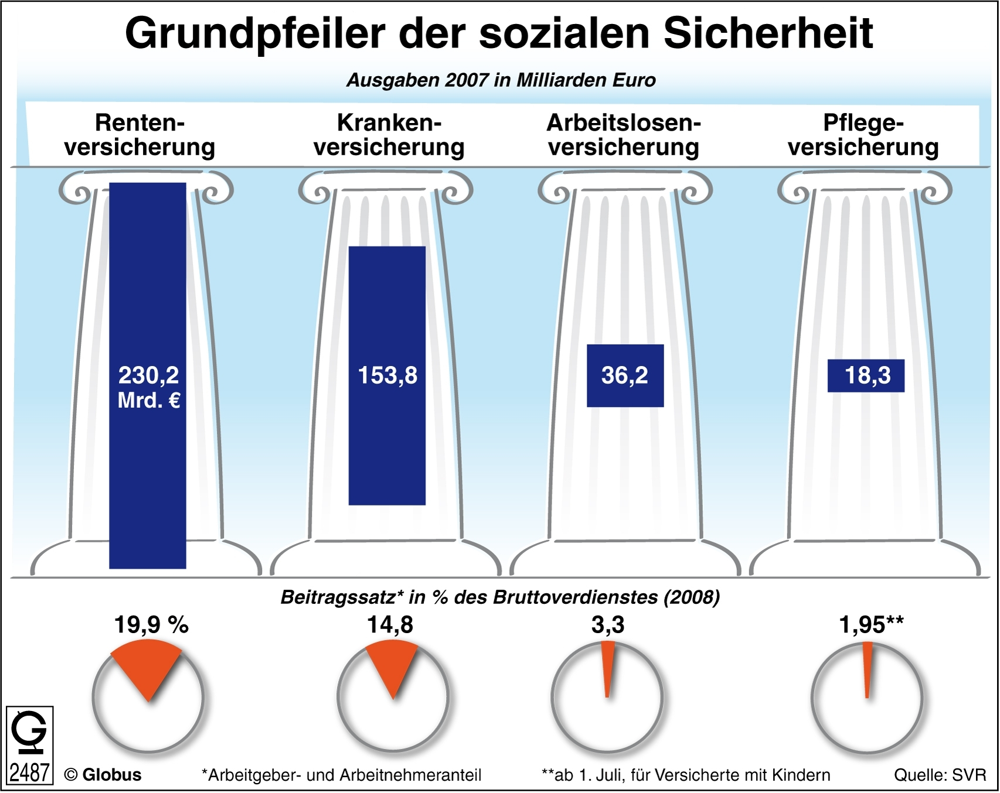 Grundpfeiler der sozialen Sicherheit
Ausgaben 2007 in Milliarden Euro
Renten-
versicherung
Kranken-
versicherung
Arbeitslosen-
versicherung
Pflege-
versicherung
230,2
Mrd. €
153,8
36,2
18,3
Beitragssatz* in % des Bruttoverdienstes (2008)
19,9 %
14,8
3,3
1,95**
G
2487
© Globus
*Arbeitgeber- und Arbeitnehmeranteil
**ab 1. Juli, für Versicherte mit Kindern
Quelle: SVR